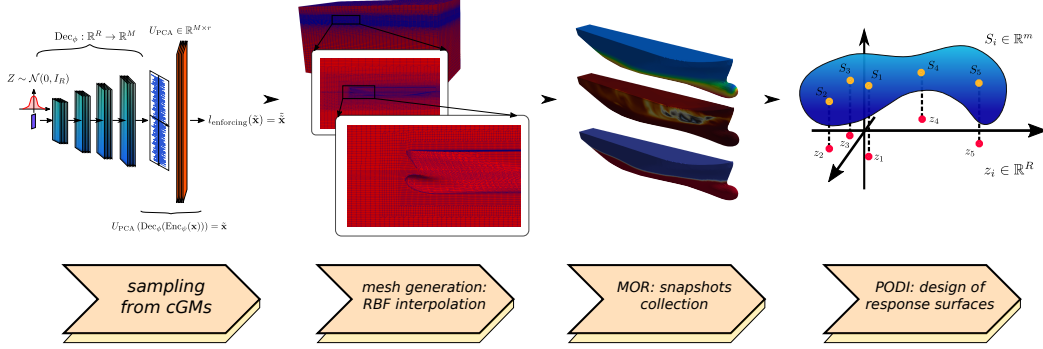 Dec_ϕ : ℝ^R → ℝ^M
U_PCA ∈ ℝ^{M×r}
Z ∼ 𝒩(0, I_R)
l_enforcing(x̃) = x̃̃
U_PCA (Dec_ϕ(Enc_ϕ(x))) = x̃
S_i ∈ ℝ^m
S_3
S_1
S_4
S_5
S_2
z_2
z_3
z_1
z_4
z_5
z_i ∈ ℝ^R
sampling
from cGMs
mesh generation:
RBF interpolation
MOR: snapshots
collection
PODI: design of
response surfaces